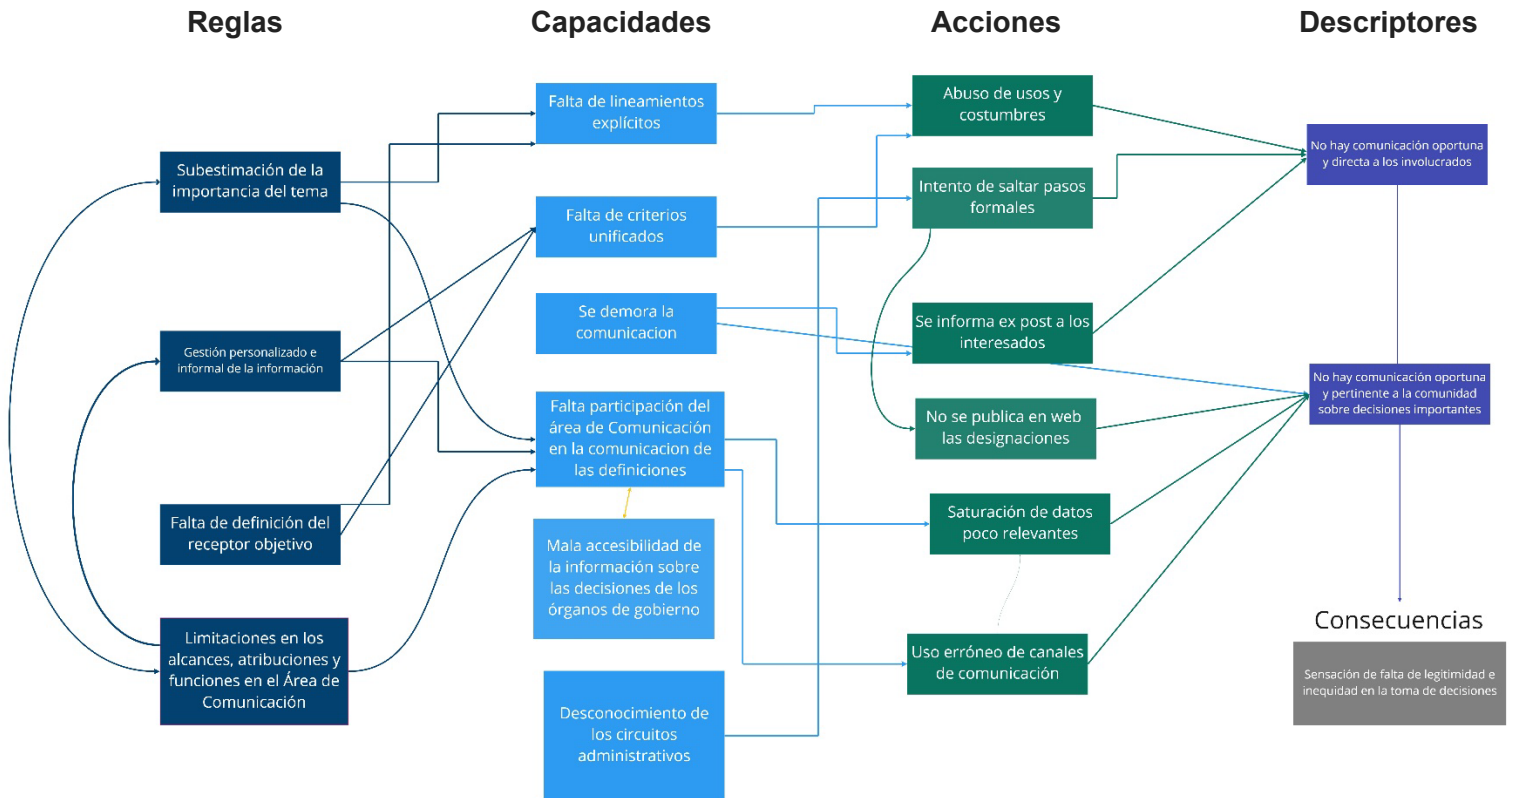 Reglas
Capacidades
Acciones
Descriptores
Subestimación de la
importancia del tema
Gestión personalizado e
informal de la información
Falta de definición del
receptor objetivo
Limitaciones en los
alcances, atribuciones y
funciones en el Área de
Comunicación
Falta de lineamientos
explícitos
Falta de criterios
unificados
Se demora la
comunicacion
Falta participación del
área de Comunicación
en la comunicacion de
las definiciones
Mala accesibilidad de
la información sobre
las decisiones de los
órganos de gobierno
Desconocimiento de
los circuitos
administrativos
Abuso de usos y
costumbres
Intento de saltar pasos
formales
Se informa ex post a los
interesados
No se publica en web
las designaciones
Saturación de datos
poco relevantes
Uso erróneo de canales
de comunicación
No hay comunicación oportuna
y directa a los involucrados
No hay comunicación oportuna
y pertinente a la comunidad
sobre decisiones importantes
Consecuencias
Sensación de falta de legitimidad e
inequidad en la toma de decisiones